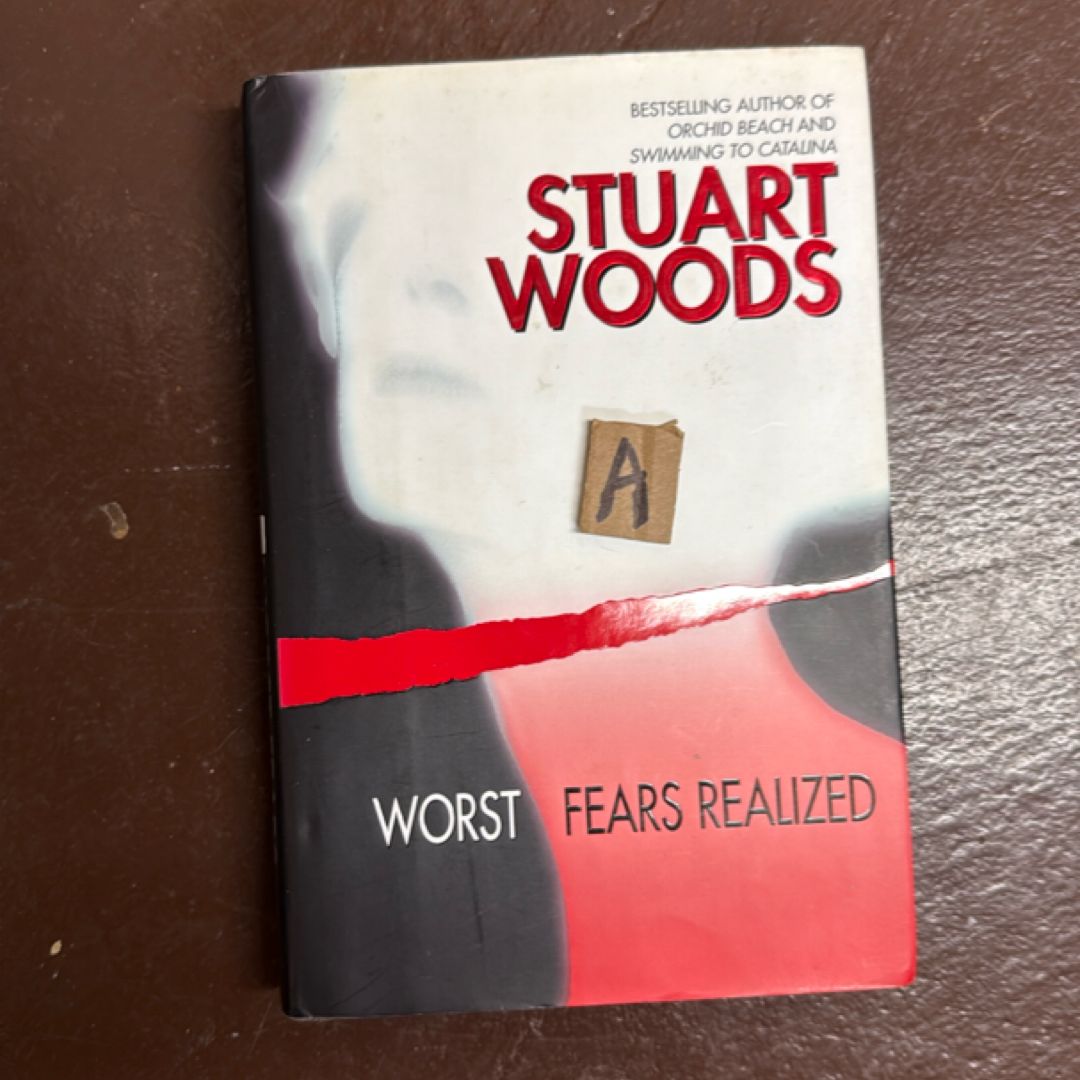 BESTSELLING AUTHOR OF
ORCHID BEACH AND
SWIMMING TO CATALINA
STUART
WOODS
A
WORST FEARS REALIZED